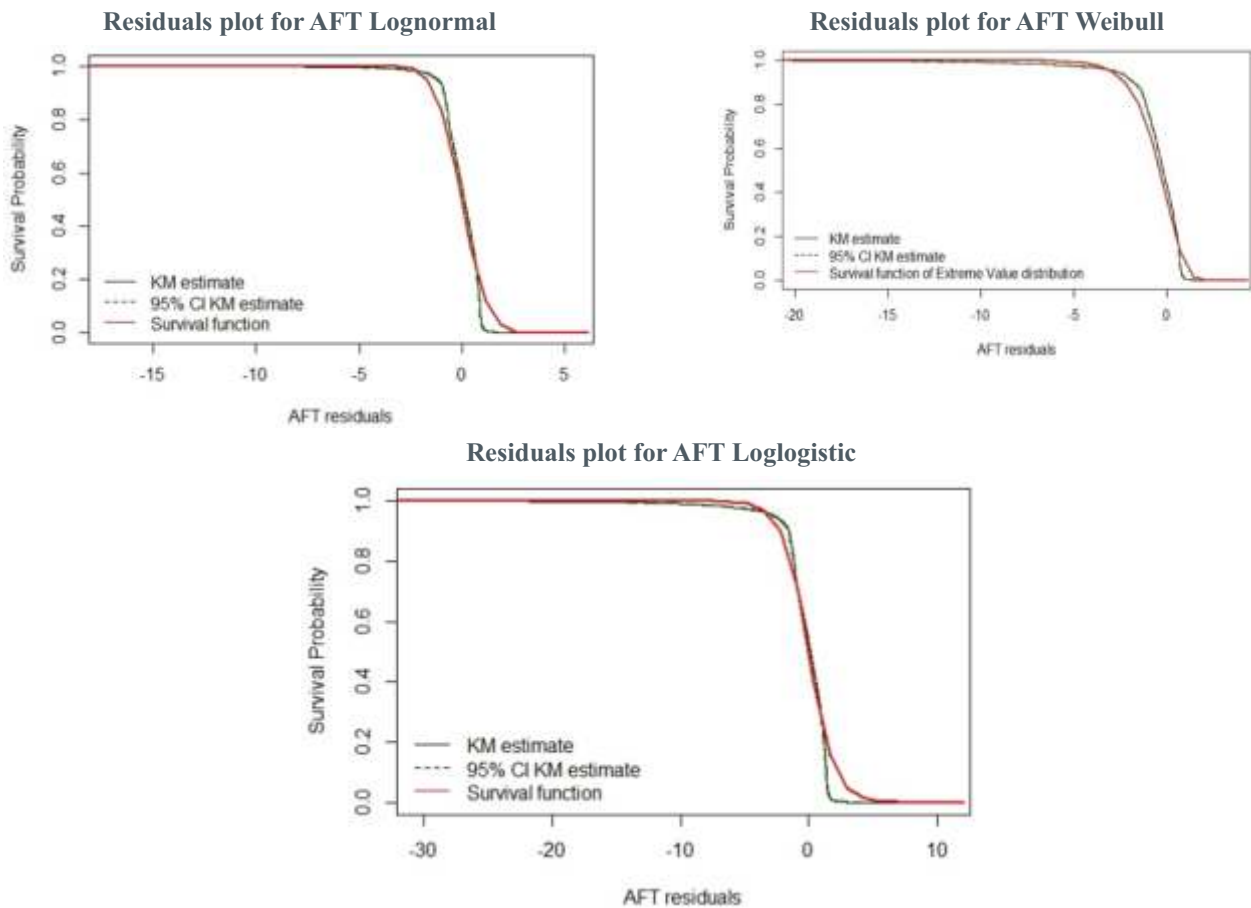 Residuals plot for AFT Lognormal
Survival Probability
1.0
0.8
0.6
0.4
0.2
0.0
KM estimate
95% CI KM estimate
Survival function
-15
-10
-5
0
5
AFT residuals
Residuals plot for AFT Weibull
Survival Probability
1.0
0.8
0.6
0.4
0.2
0.0
KM estimate
95% CI KM estimate
Survival function of Extreme Value distribution
-20
-15
-10
-5
0
AFT residuals
Residuals plot for AFT Loglogistic
Survival Probability
1.0
0.8
0.6
0.4
0.2
0.0
KM estimate
95% CI KM estimate
Survival function
-30
-20
-10
0
10
AFT residuals